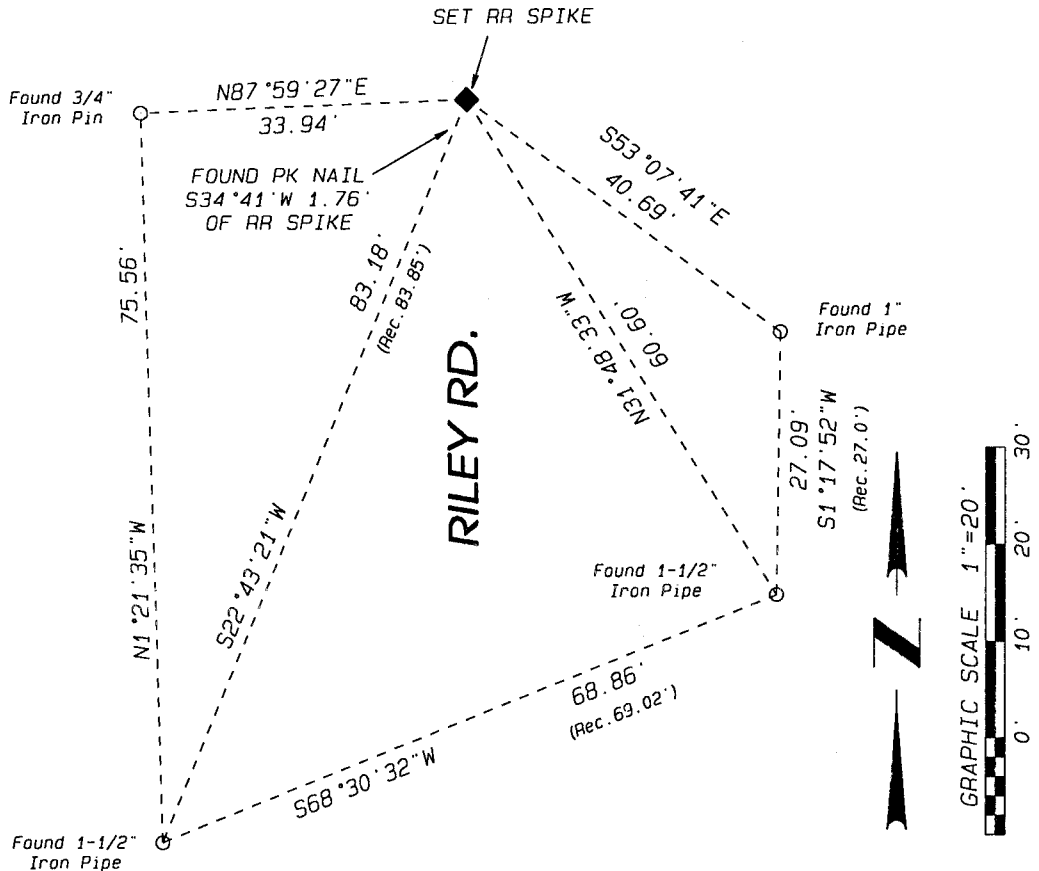 SET RR SPIKE
Found 3/4"
Iron Pin
N87°59'27"E
33.94'
FOUND PK NAIL
S34°41'W 1.76'
OF RR SPIKE
S53°07'41"E
40.69'
75.56'
N1°21'35"W
83.18'
(Rec. 83.85')
S22°43'21"W
RILEY RD.
N31°48'33"W
60.60'
Found 1"
Iron Pipe
27.09'
S1°17'52"W
(Rec. 27.0')
Found 1-1/2"
Iron Pipe
68.86'
(Rec. 69.02')
S68°30'32"W
Found 1-1/2"
Iron Pipe
N
GRAPHIC SCALE 1"=20'
0'
10'
20'
30'